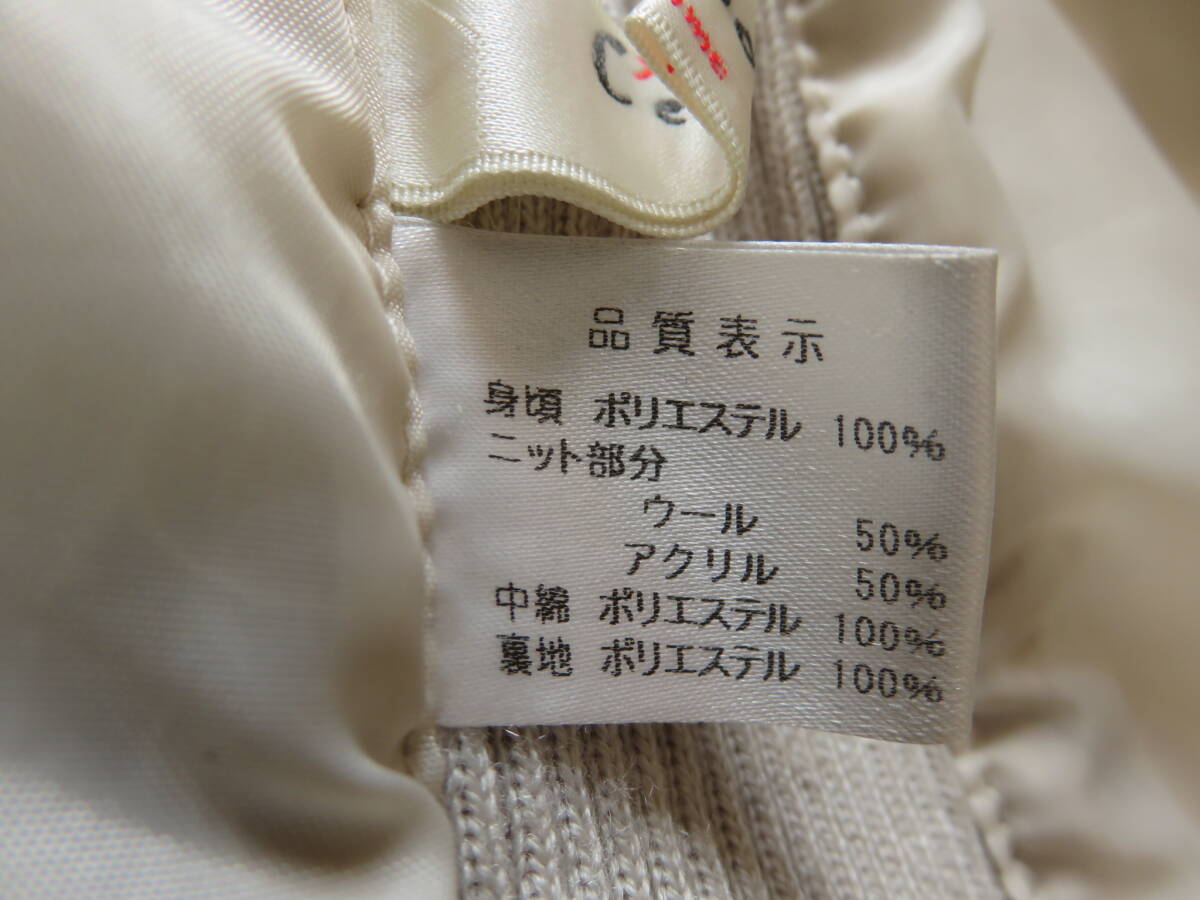 品質表示
身頃 ポリエステル 100%
ニット部分
ウール 50%
アクリル 50%
中綿 ポリエステル 100%
裏地 ポリエステル 100%